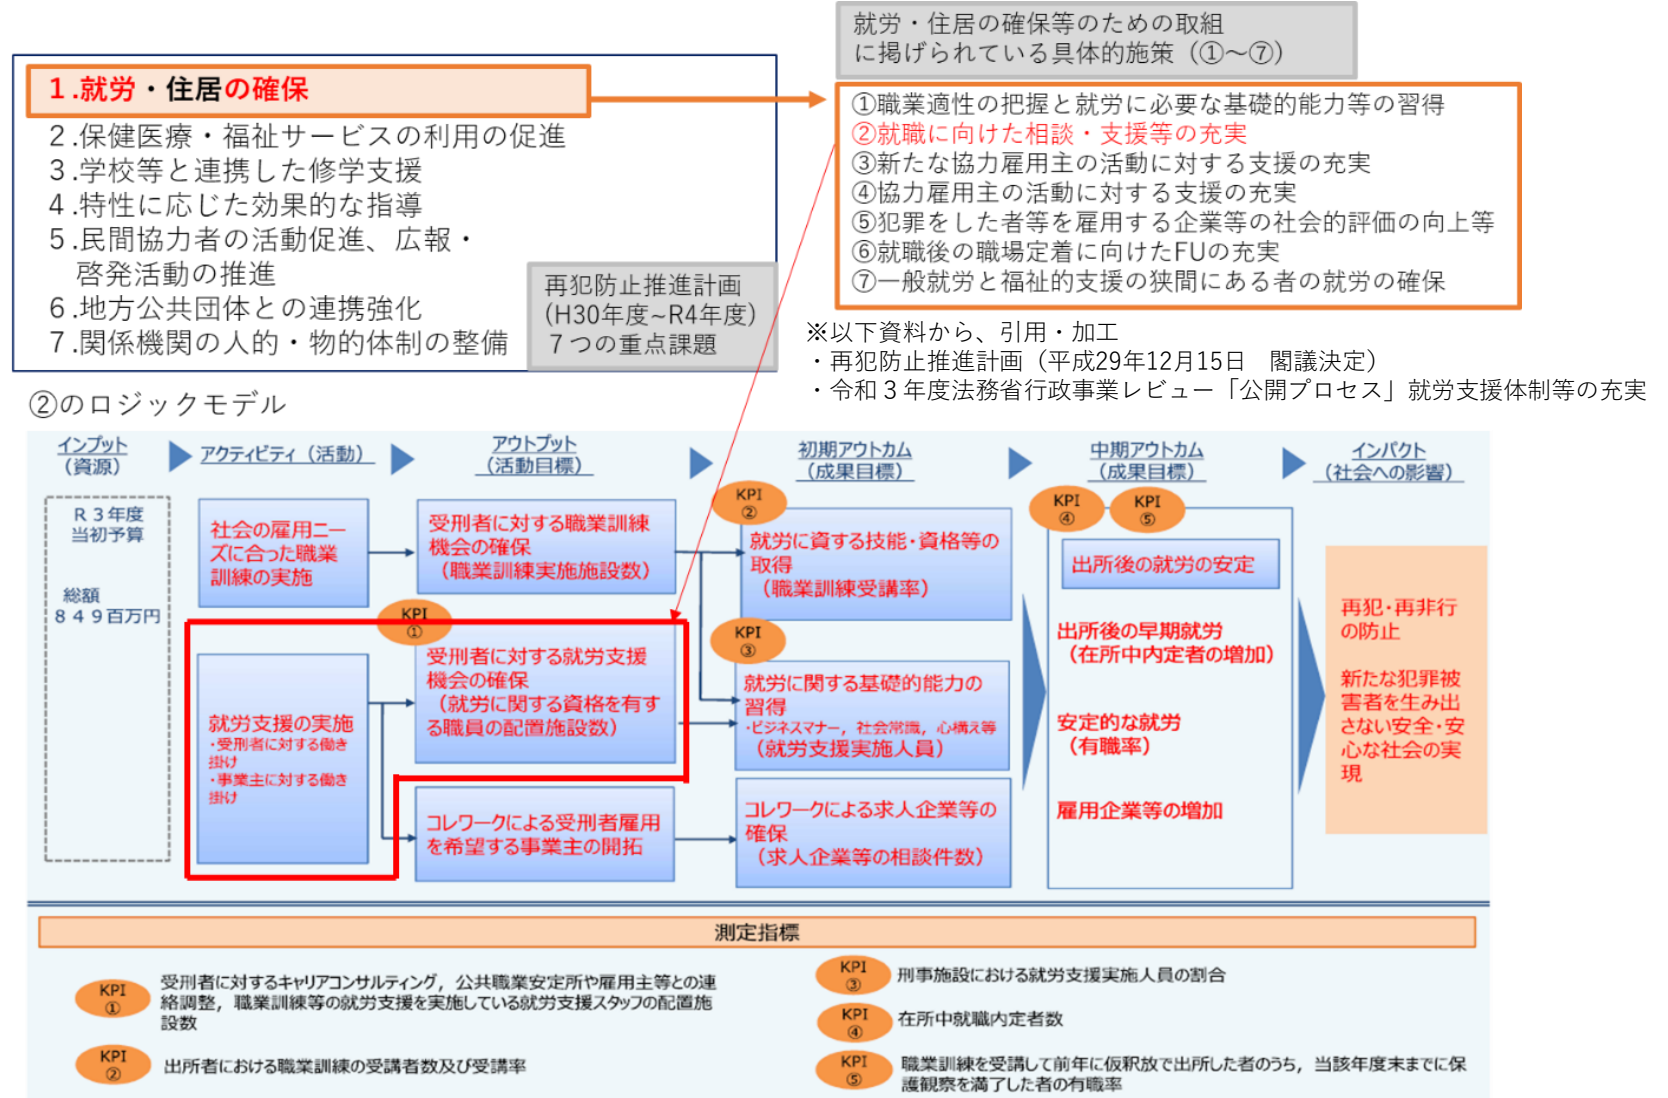 就労・住居の確保等のための取組
に掲げられている具体的施策（①～⑦）
１.就労・住居の確保
２.保健医療・福祉サービスの利用の促進
３.学校等と連携した修学支援
４.特性に応じた効果的な指導
５.民間協力者の活動促進、広報・
啓発活動の推進
６.地方公共団体との連携強化
７.関係機関の人的・物的体制の整備
再犯防止推進計画
(H30年度~R4年度)
７つの重点課題
①職業適性の把握と就労に必要な基礎的能力等の習得
②就職に向けた相談・支援等の充実
③新たな協力雇用主の活動に対する支援の充実
④協力雇用主の活動に対する支援の充実
⑤犯罪をした者等を雇用する企業等の社会的評価の向上等
⑥就職後の職場定着に向けたFUの充実
⑦一般就労と福祉的支援の狭間にある者の就労の確保
※以下資料から、引用・加工
・再犯防止推進計画（平成29年12月15日　閣議決定）
・令和３年度法務省行政事業レビュー「公開プロセス」就労支援体制等の充実
②のロジックモデル
インプット
（資源）
アクティビティ（活動）
アウトプット
（活動目標）
初期アウトカム
（成果目標）
中期アウトカム
（成果目標）
インパクト
（社会への影響）
Ｒ３年度
当初予算
総額
８４９百万円
社会の雇用ニー
ズに合った職業
訓練の実施
就労支援の実施
・受刑者に対する働き
掛け
・事業主に対する働き
掛け
受刑者に対する職業訓練
機会の確保
（職業訓練実施施設数）
KPI
①
受刑者に対する就労支援
機会の確保
（就労に関する資格を有す
る職員の配置施設数）
コレワークによる受刑者雇用
を希望する事業主の開拓
KPI
②
就労に資する技能・資格等の
取得
（職業訓練受講率）
KPI
③
就労に関する基礎的能力の
習得
・ビジネスマナー，社会常識，心構え等
（就労支援実施人員）
コレワークによる求人企業等の
確保
（求人企業等の相談件数）
KPI
④
KPI
⑤
出所後の就労の安定
出所後の早期就労
（在所中内定者の増加）
安定的な就労
（有職率）
雇用企業等の増加
再犯・再非行
の防止
新たな犯罪被
害者を生み出
さない安全・安
心な社会の実
現
測定指標
KPI
①
受刑者に対するキャリアコンサルティング，公共職業安定所や雇用主等との連
絡調整，職業訓練等の就労支援を実施している就労支援スタッフの配置施
設数
KPI
②
出所者における職業訓練の受講者数及び受講率
KPI
③
刑事施設における就労支援実施人員の割合
KPI
④
在所中就職内定者数
KPI
⑤
職業訓練を受講して前年に仮釈放で出所した者のうち，当該年度末までに保
護観察を満了した者の有職率